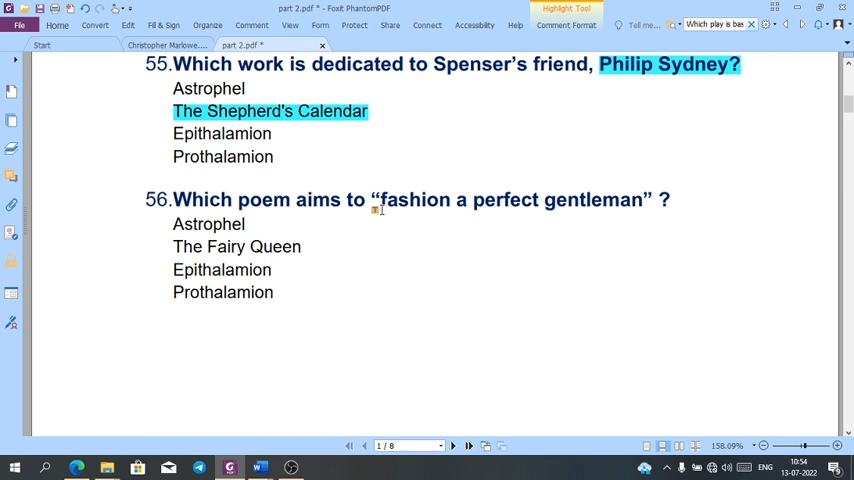 part 2.pdf * - Foxit PhantomPDF
Highlight Tool
File
Home
Convert
Edit
Fill & Sign
Organize
Comment
View
Form
Protect
Share
Connect
Accessibility
Help
Comment Format
Tell me...
Which play is bas
Start
Christopher Marlowe....
part 2.pdf *
55.Which work is dedicated to Spenser's friend, Philip Sydney?
Astrophel
The Shepherd's Calendar
Epithalamion
Prothalamion
56.Which poem aims to “fashion a perfect gentleman” ?
Astrophel
The Fairy Queen
Epithalamion
Prothalamion
1 / 8
158.09%
ENG
10:54
13-07-2022